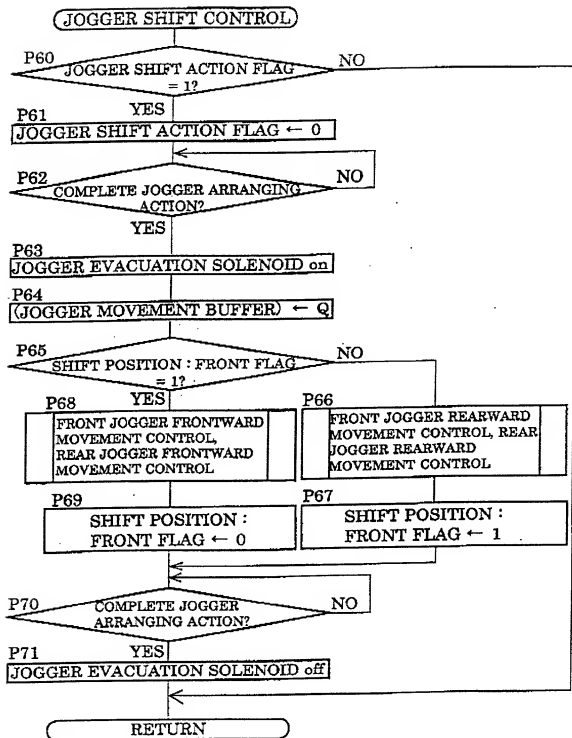 JOGGER SHIFT CONTROL
P60
JOGGER SHIFT ACTION FLAG
= 1?
NO
YES
P61
JOGGER SHIFT ACTION FLAG ← 0
P62
COMPLETE JOGGER ARRANGING
ACTION?
NO
YES
P63
JOGGER EVACUATION SOLENOID on
P64
(JOGGER MOVEMENT BUFFER) ← Q
P65
SHIFT POSITION : FRONT FLAG
= 1?
NO
YES
P68
FRONT JOGGER FRONTWARD
MOVEMENT CONTROL,
REAR JOGGER FRONTWARD
MOVEMENT CONTROL
P66
FRONT JOGGER REARWARD
MOVEMENT CONTROL, REAR
JOGGER REARWARD
MOVEMENT CONTROL
P69
SHIFT POSITION :
FRONT FLAG ← 0
P67
SHIFT POSITION :
FRONT FLAG ← 1
P70
COMPLETE JOGGER
ARRANGING ACTION?
NO
YES
P71
JOGGER EVACUATION SOLENOID off
RETURN